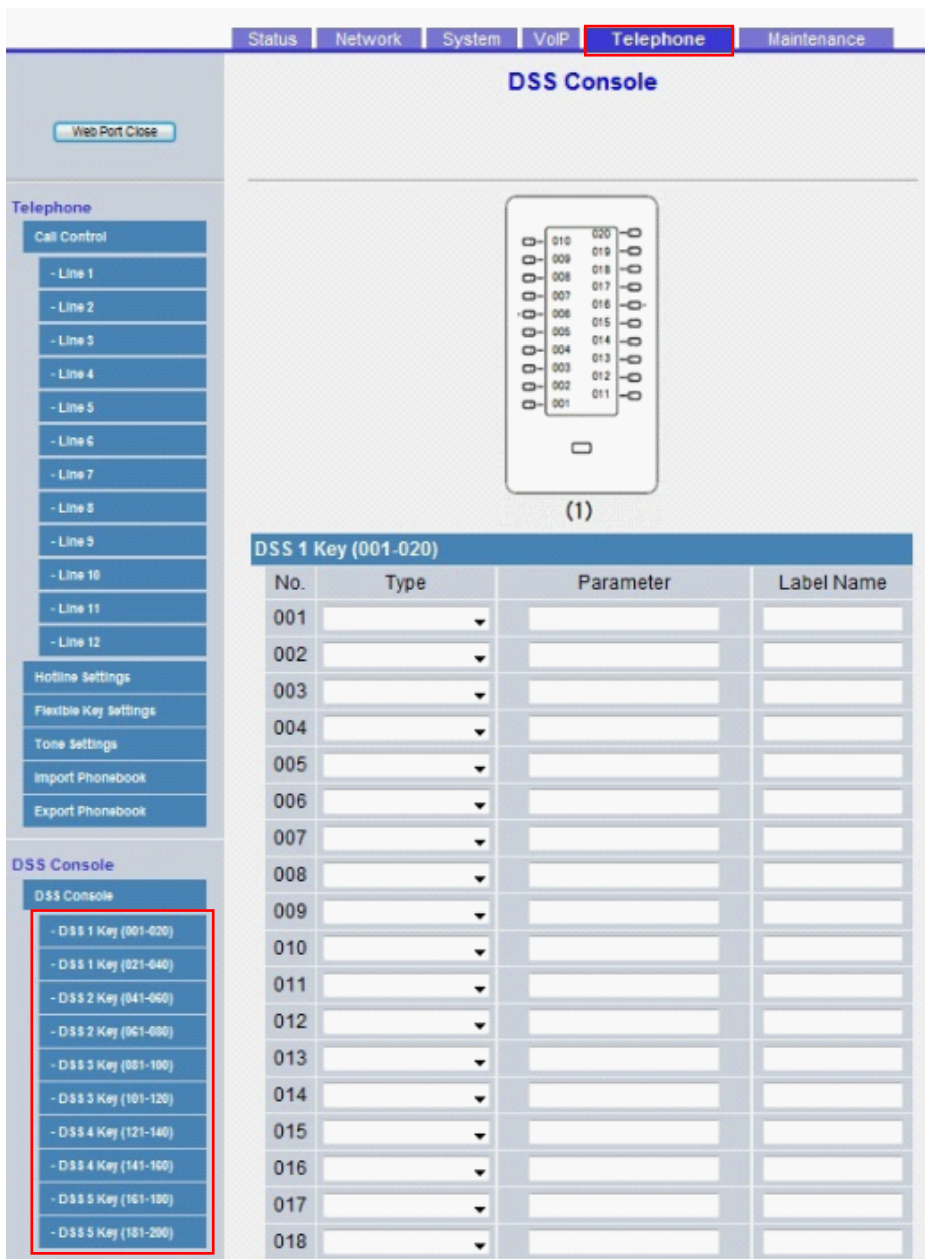 Status Network System VoIP Telephone Maintenance
DSS Console
Web Port Close
Telephone
Call Control
- Line 1
- Line 2
- Line 3
- Line 4
- Line 5
- Line 6
- Line 7
- Line 8
- Line 9
- Line 10
- Line 11
- Line 12
Hotline Settings
Flexible Key Settings
Tone Settings
Import Phonebook
Export Phonebook
DSS Console
DSS Console
- DSS 1 Key (001-020)
- DSS 1 Key (021-040)
- DSS 2 Key (041-060)
- DSS 2 Key (061-080)
- DSS 3 Key (081-100)
- DSS 3 Key (101-120)
- DSS 4 Key (121-140)
- DSS 4 Key (141-160)
- DSS 5 Key (161-180)
- DSS 5 Key (181-200)
010 020
009 019
008 018
007 017
006 016
005 015
004 014
003 013
002 012
001 011
(1)
DSS 1 Key (001-020)
No. Type Parameter Label Name
001
002
003
004
005
006
007
008
009
010
011
012
013
014
015
016
017
018